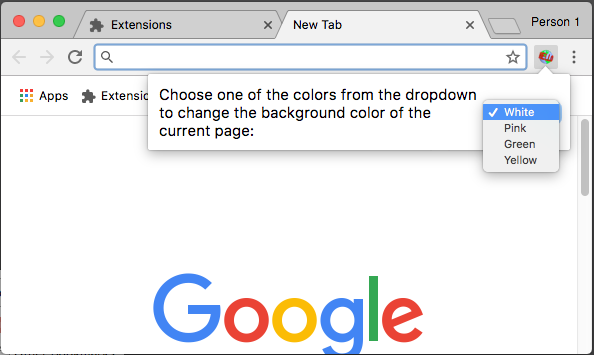 Extensions
New Tab
Person 1
Apps
Extensio
Choose one of the colors from the dropdown
to change the background color of the
current page:
White
Pink
Green
Yellow
Google